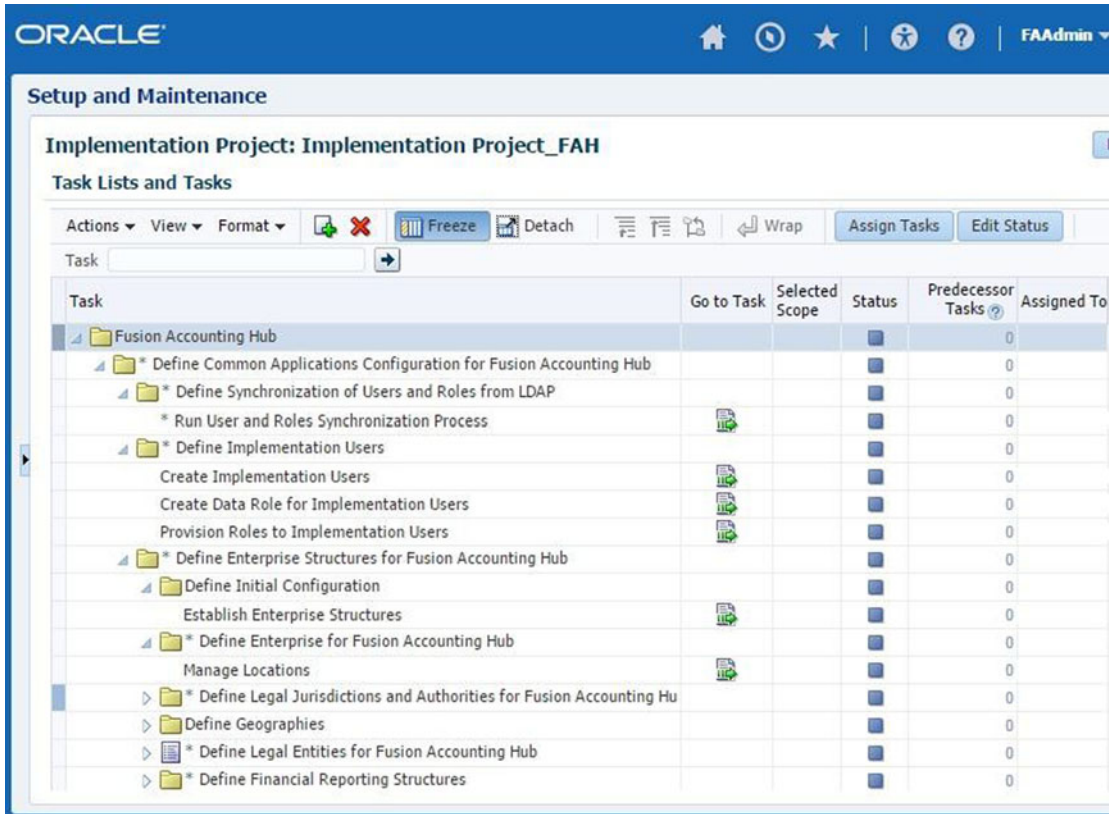 ORACLE
FAAdmin
Setup and Maintenance
Implementation Project: Implementation Project_FAH
Task Lists and Tasks
Actions View Format Freeze Detach Wrap Assign Tasks Edit Status
Task
Task Go to Task Selected Scope Status Predecessor Tasks Assigned To
Fusion Accounting Hub 0
* Define Common Applications Configuration for Fusion Accounting Hub 0
* Define Synchronization of Users and Roles from LDAP 0
* Run User and Roles Synchronization Process 0
* Define Implementation Users 0
Create Implementation Users 0
Create Data Role for Implementation Users 0
Provision Roles to Implementation Users 0
* Define Enterprise Structures for Fusion Accounting Hub 0
Define Initial Configuration 0
Establish Enterprise Structures 0
* Define Enterprise for Fusion Accounting Hub 0
Manage Locations 0
* Define Legal Jurisdictions and Authorities for Fusion Accounting Hu 0
Define Geographies 0
* Define Legal Entities for Fusion Accounting Hub 0
* Define Financial Reporting Structures 0